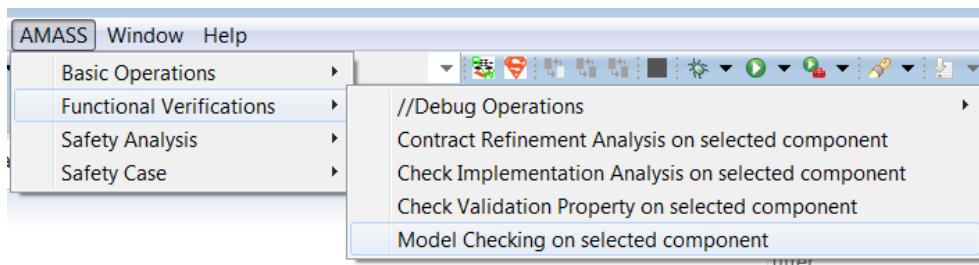 AMASS Window Help
Basic Operations
Functional Verifications
Safety Analysis
Safety Case
//Debug Operations
Contract Refinement Analysis on selected component
Check Implementation Analysis on selected component
Check Validation Property on selected component
Model Checking on selected component